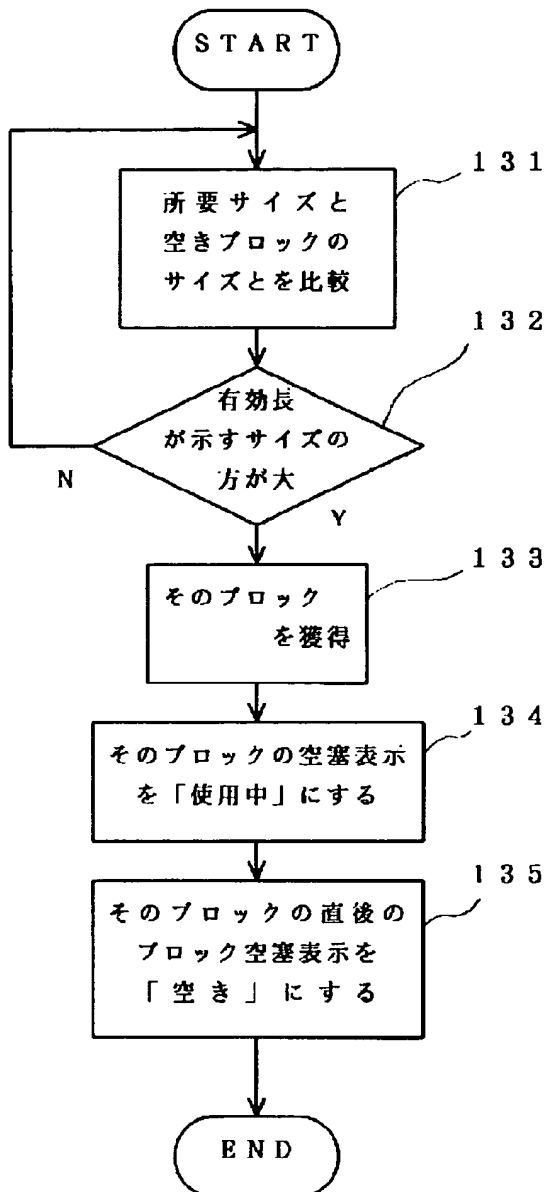 START
131
所要サイズと
空きブロックの
サイズとを比較
132
有効長
が示すサイズの
方が大
N
Y
133
そのブロック
を獲得
134
そのブロックの空塞表示
を「使用中」にする
135
そのブロックの直後の
ブロック空塞表示を
「空き」にする
END